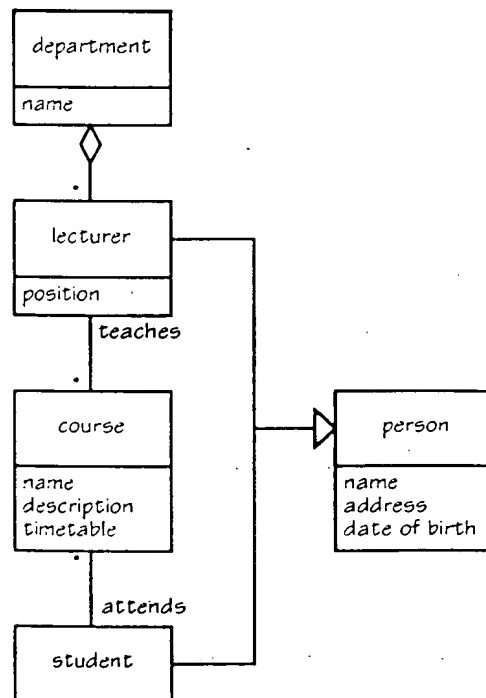 department
name
lecturer
position
teaches
course
name
description
timetable
person
name
address
date of birth
attends
student